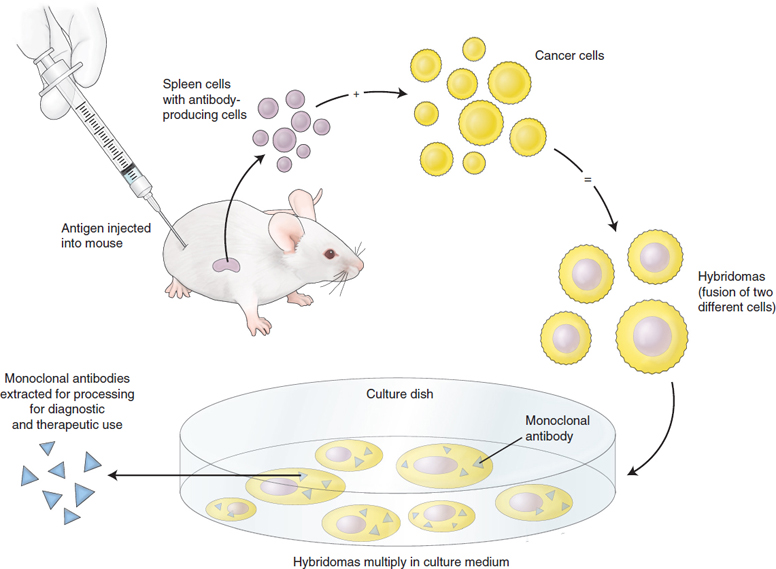 Spleen cells
with antibody-
producing cells
+
Cancer cells
=
Antigen injected
into mouse
Hybridomas
(fusion of two
different cells)
Monoclonal antibodies
extracted for processing
for diagnostic
and therapeutic use
Culture dish
Monoclonal
antibody
Hybridomas multiply in culture medium